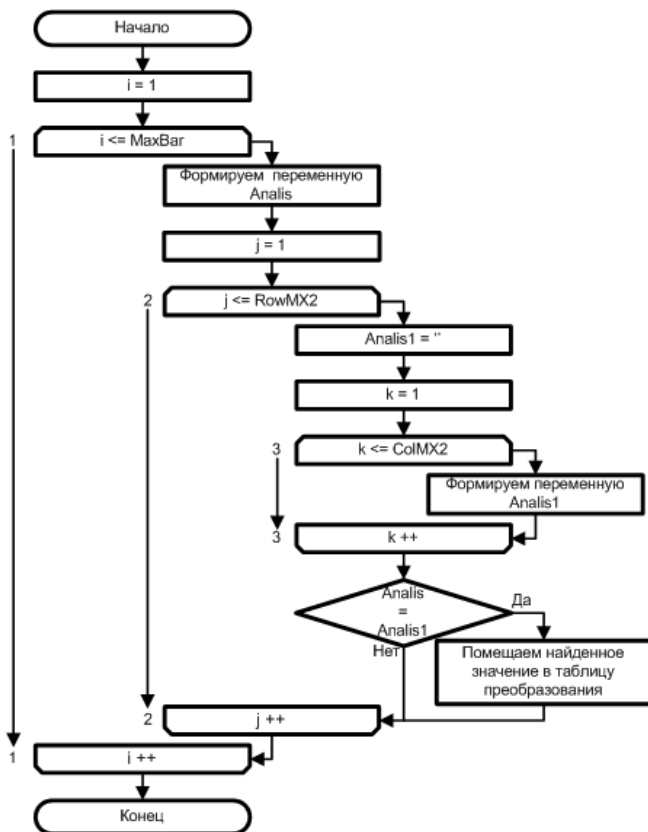 Начало
i = 1
1
i <= MaxBar
Формируем переменную
Analis
j = 1
2
j <= RowMX2
Analis1 = ''
k = 1
3
k <= ColMX2
Формируем переменную
Analis1
3
k ++
Analis
=
Analis1
Да
Нет
Помещаем найденное
значение в таблицу
преобразования
2
j ++
1
i ++
Конец